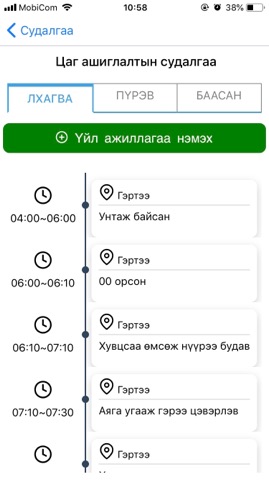 MobiCom 10:58 38%
Судалгаа
Цаг ашиглалтын судалгаа
ЛХАГВА ПҮРЭВ БААСАН
Үйл ажиллагаа нэмэх
Гэртээ
04:00~06:00 Унтаж байсан
Гэртээ
06:00~06:10 00 орсон
Гэртээ
06:10~07:10 Хувцсаа өмсөж нүүрээ будав
Гэртээ
07:10~07:30 Аяга угааж гэрээ цэвэрлэв
Гэртээ